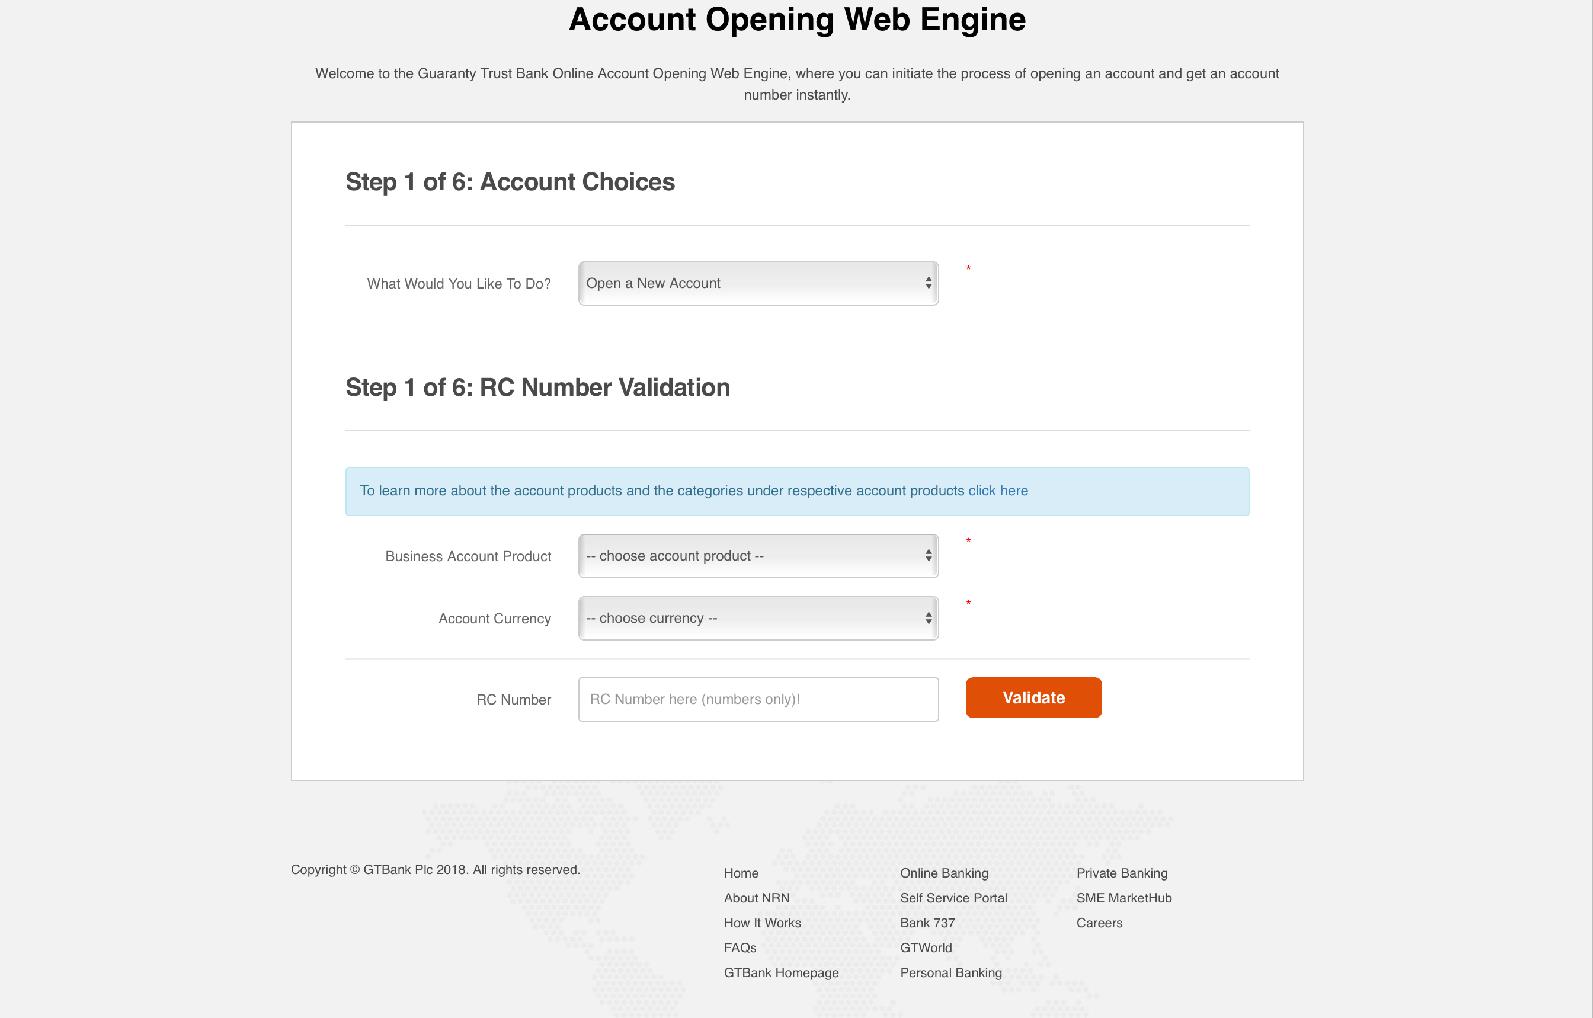 Account Opening Web Engine
Welcome to the Guaranty Trust Bank Online Account Opening Web Engine, where you can initiate the process of opening an account and get an account
number instantly.
Step 1 of 6: Account Choices
What Would You Like To Do?
Open a New Account
*
Step 1 of 6: RC Number Validation
To learn more about the account products and the categories under respective account products click here
Business Account Product
-- choose account product --
*
Account Currency
-- choose currency --
*
RC Number
RC Number here (numbers only)!
Validate
Copyright © GTBank Plc 2018. All rights reserved.
Home
About NRN
How It Works
FAQs
GTBank Homepage
Online Banking
Self Service Portal
Bank 737
GTWorld
Personal Banking
Private Banking
SME MarketHub
Careers